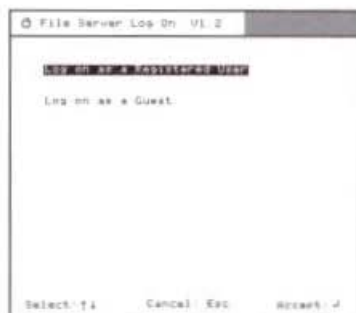 File Server Log On V1.2
Log on as a Registered User
Log on as a Guest
Select:↑↓ Cancel: Esc Accept: ↲